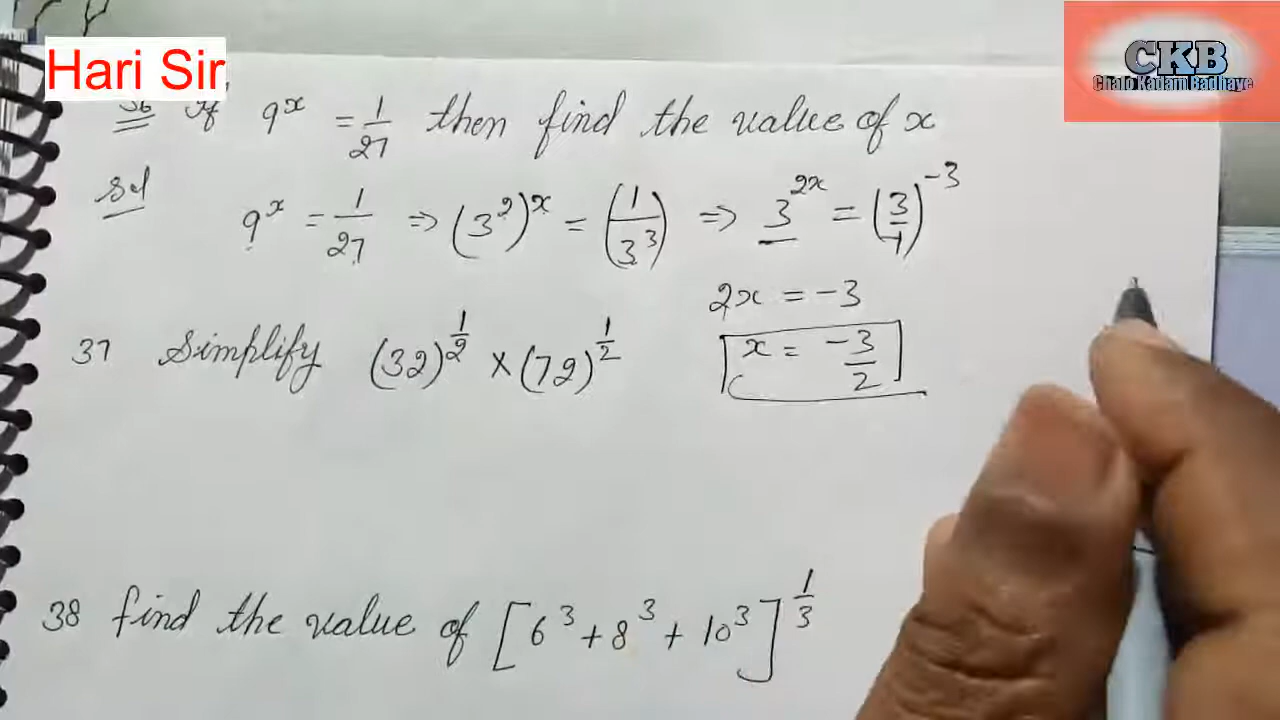 Hari Sir
CKB
Chalo Kadam Badhaye
36 If 9^x = 1/27 then find the value of x
Sol
9^x = 1/27 ⇒ (3^2)^x = (1/3^3) ⇒ 3^2x = (3/1)^-3
2x = -3
x = -3/2
37 Simplify (32)^1/2 × (72)^1/2
38 find the value of [6^3 + 8^3 + 10^3]^1/3